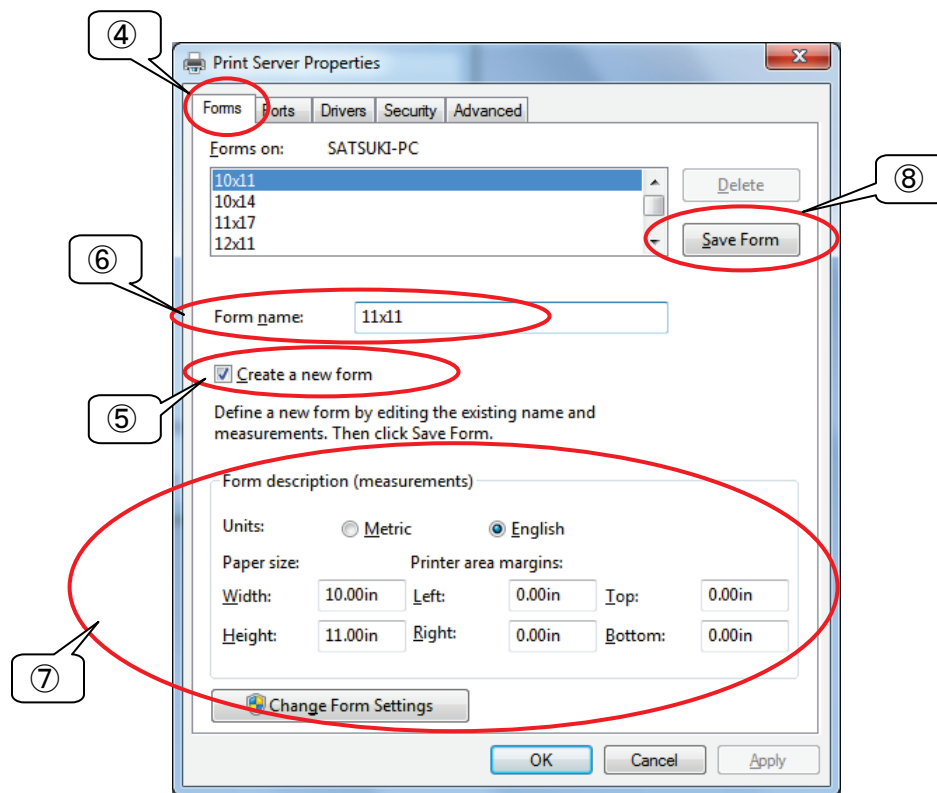 ④
Print Server Properties
Forms Ports Drivers Security Advanced
Forms on: SATSUKI-PC
10x11
10x14
11x17
12x11
Delete
⑧
Save Form
⑥
Form name: 11x11
Create a new form
⑤
Define a new form by editing the existing name and
measurements. Then click Save Form.
Form description (measurements)
Units: Metric English
Paper size: Printer area margins:
Width: 10.00in Left: 0.00in Top: 0.00in
Height: 11.00in Right: 0.00in Bottom: 0.00in
⑦
Change Form Settings
OK Cancel Apply